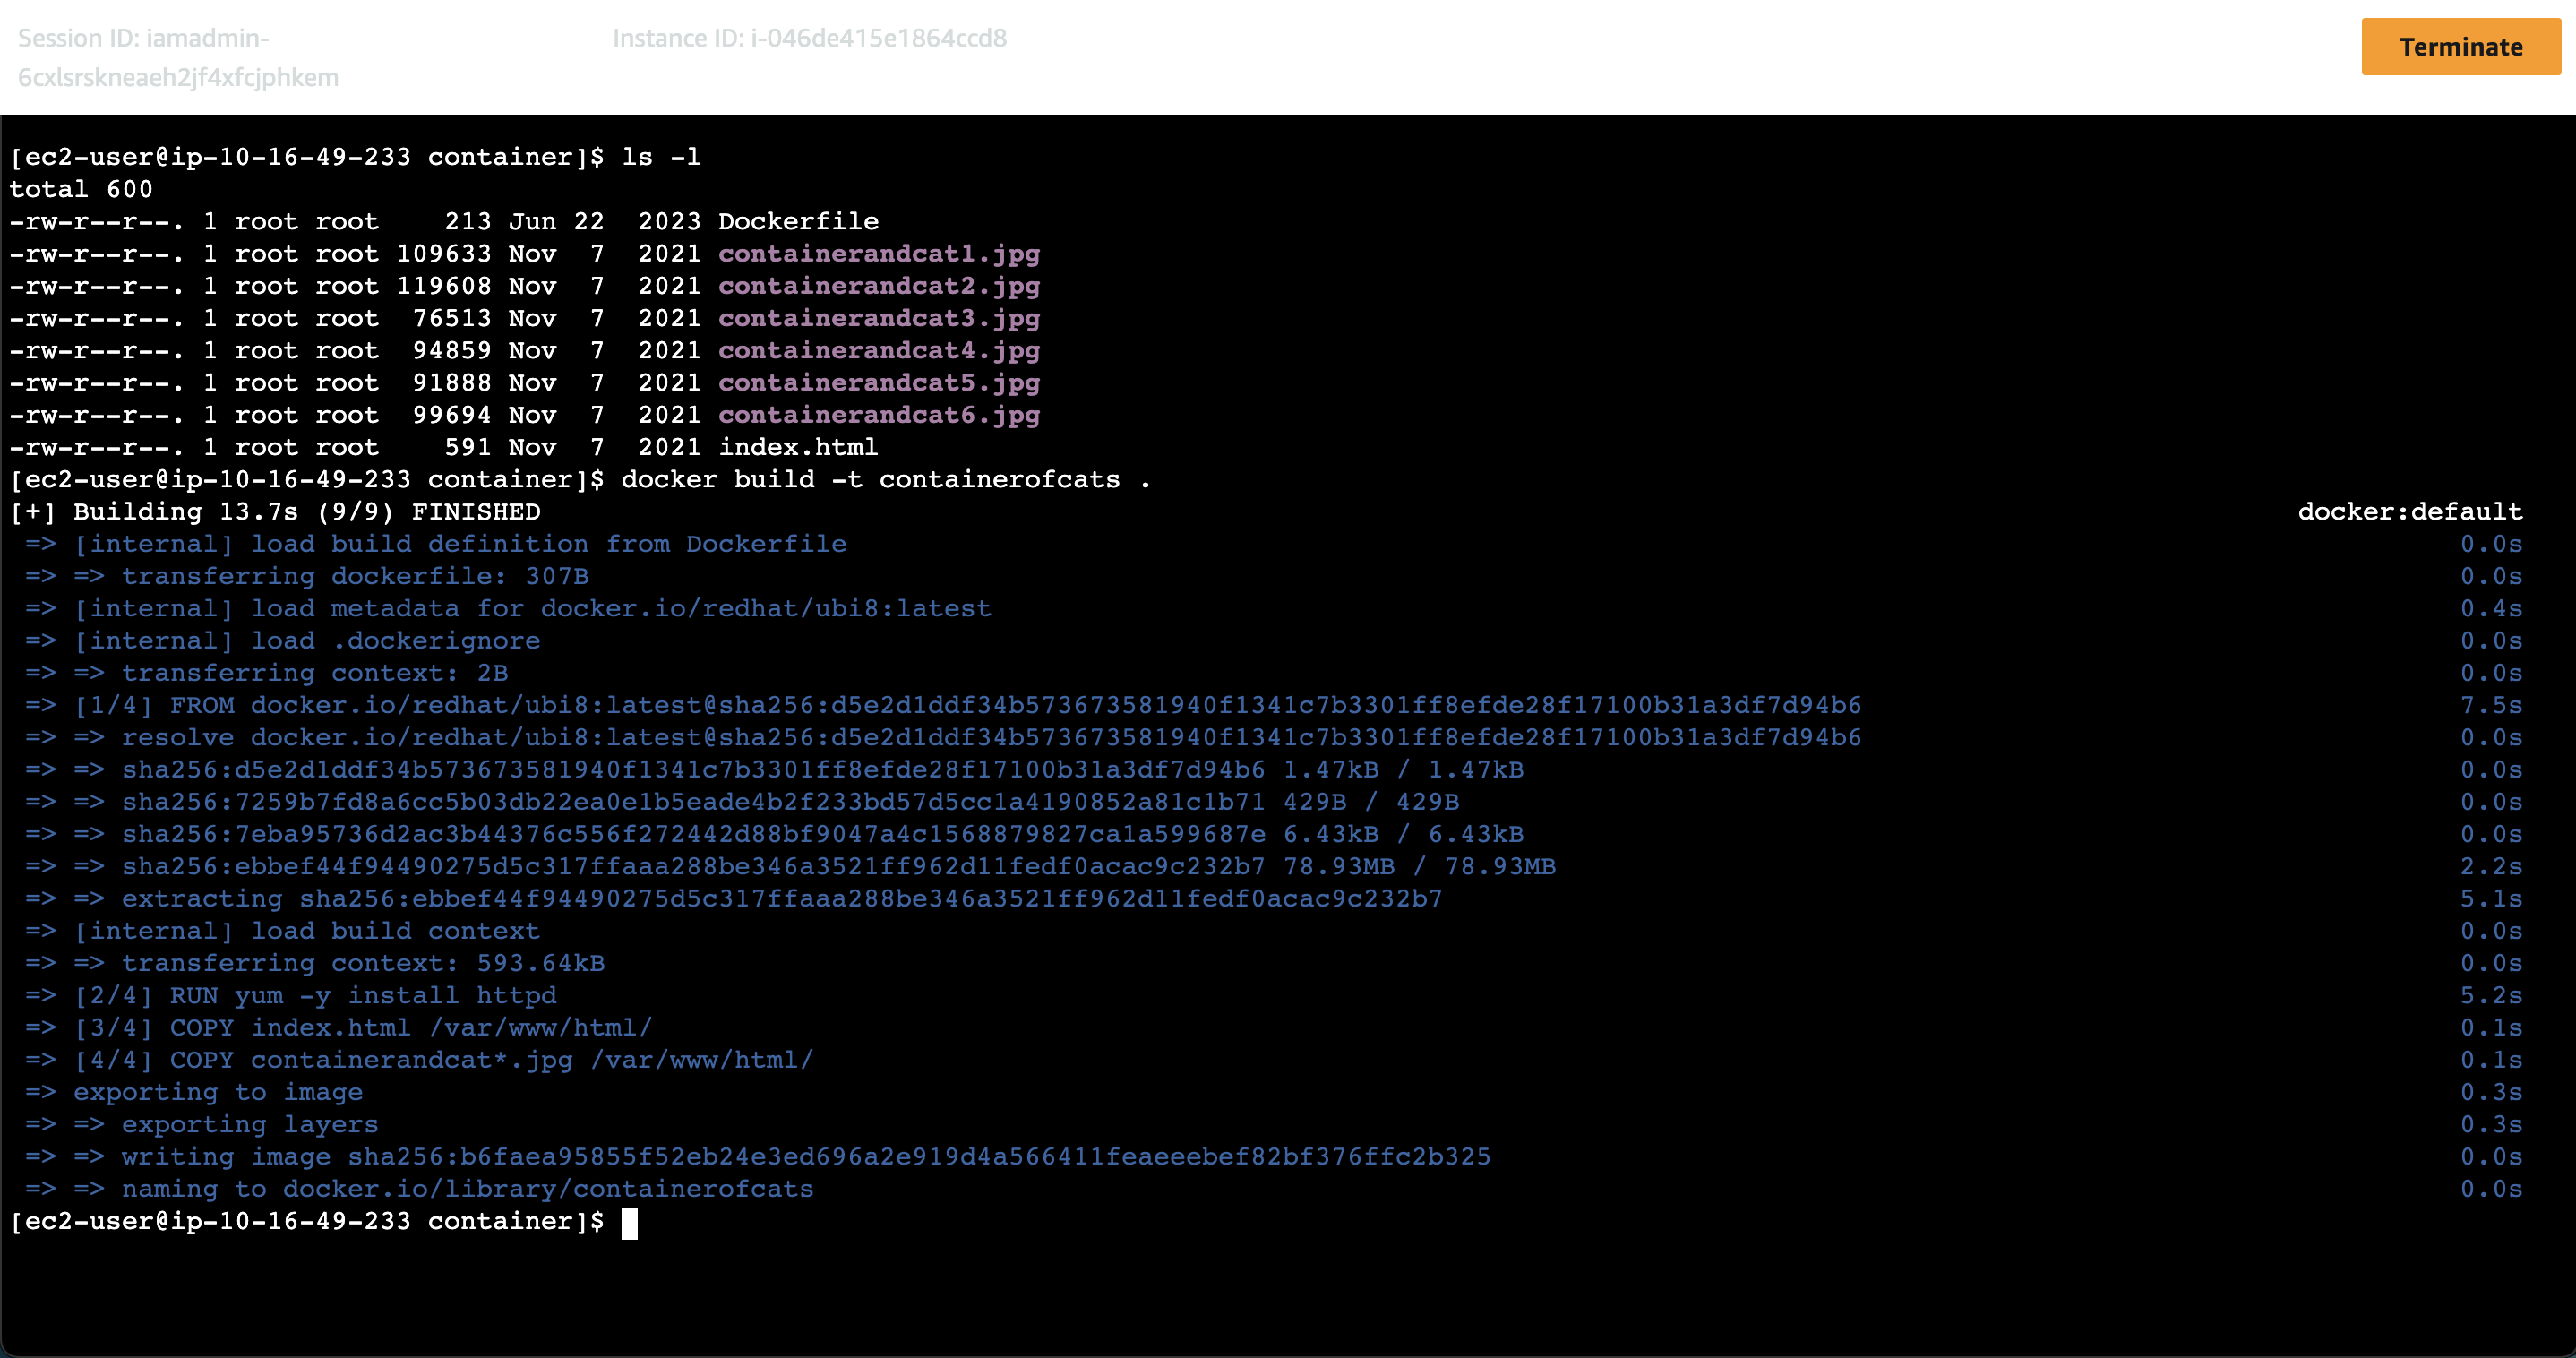 Session ID: iamadmin-
6cxlsrskneaeh2jf4xfcjphkem
Instance ID: i-046de415e1864ccd8
Terminate
[ec2-user@ip-10-16-49-233 container]$ ls -l
total 600
-rw-r--r--. 1 root root    213 Jun 22  2023 Dockerfile
-rw-r--r--. 1 root root 109633 Nov  7  2021 containerandcat1.jpg
-rw-r--r--. 1 root root 119608 Nov  7  2021 containerandcat2.jpg
-rw-r--r--. 1 root root  76513 Nov  7  2021 containerandcat3.jpg
-rw-r--r--. 1 root root  94859 Nov  7  2021 containerandcat4.jpg
-rw-r--r--. 1 root root  91888 Nov  7  2021 containerandcat5.jpg
-rw-r--r--. 1 root root  99694 Nov  7  2021 containerandcat6.jpg
-rw-r--r--. 1 root root    591 Nov  7  2021 index.html
[ec2-user@ip-10-16-49-233 container]$ docker build -t containerofcats .
[+] Building 13.7s (9/9) FINISHED docker:default
=> [internal] load build definition from Dockerfile 0.0s
=> => transferring dockerfile: 307B 0.0s
=> [internal] load metadata for docker.io/redhat/ubi8:latest 0.4s
=> [internal] load .dockerignore 0.0s
=> => transferring context: 2B 0.0s
=> [1/4] FROM docker.io/redhat/ubi8:latest@sha256:d5e2d1ddf34b573673581940f1341c7b3301ff8efde28f17100b31a3df7d94b6 7.5s
=> => resolve docker.io/redhat/ubi8:latest@sha256:d5e2d1ddf34b573673581940f1341c7b3301ff8efde28f17100b31a3df7d94b6 0.0s
=> => sha256:d5e2d1ddf34b573673581940f1341c7b3301ff8efde28f17100b31a3df7d94b6 1.47kB / 1.47kB 0.0s
=> => sha256:7259b7fd8a6cc5b03db22ea0e1b5eade4b2f233bd57d5cc1a4190852a81c1b71 429B / 429B 0.0s
=> => sha256:7eba95736d2ac3b44376c556f272442d88bf9047a4c1568879827ca1a599687e 6.43kB / 6.43kB 0.0s
=> => sha256:ebbef44f94490275d5c317ffaaa288be346a3521ff962d11fedf0acac9c232b7 78.93MB / 78.93MB 2.2s
=> => extracting sha256:ebbef44f94490275d5c317ffaaa288be346a3521ff962d11fedf0acac9c232b7 5.1s
=> [internal] load build context 0.0s
=> => transferring context: 593.64kB 0.0s
=> [2/4] RUN yum -y install httpd 5.2s
=> [3/4] COPY index.html /var/www/html/ 0.1s
=> [4/4] COPY containerandcat*.jpg /var/www/html/ 0.1s
=> exporting to image 0.3s
=> => exporting layers 0.3s
=> => writing image sha256:b6faea95855f52eb24e3ed696a2e919d4a566411feaeeebef82bf376ffc2b325 0.0s
=> => naming to docker.io/library/containerofcats 0.0s
[ec2-user@ip-10-16-49-233 container]$